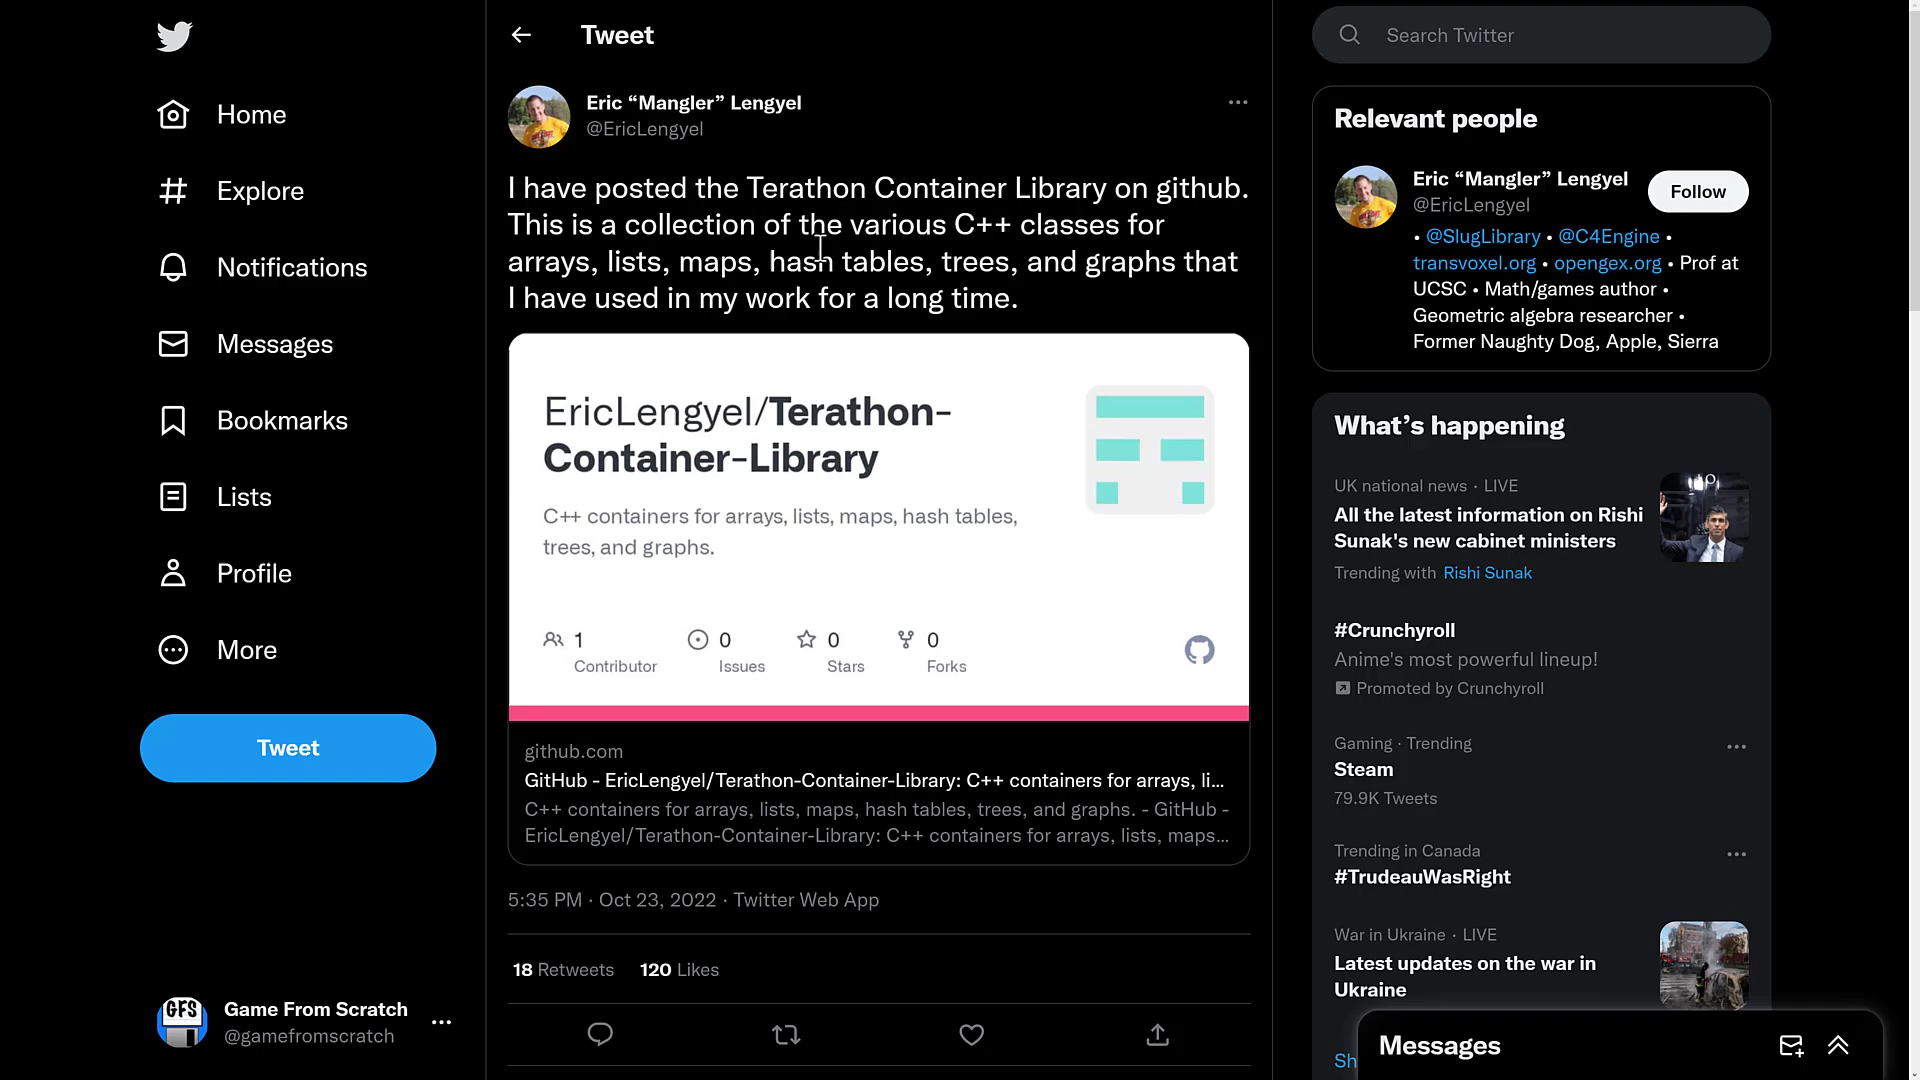 Home
Explore
Notifications
Messages
Bookmarks
Lists
Profile
More
Tweet
GFS
Game From Scratch
@gamefromscratch
Tweet
Eric “Mangler” Lengyel
@EricLengyel
I have posted the Terathon Container Library on github.
This is a collection of the various C++ classes for
arrays, lists, maps, hash tables, trees, and graphs that
I have used in my work for a long time.
EricLengyel/Terathon-
Container-Library
C++ containers for arrays, lists, maps, hash tables,
trees, and graphs.
1
Contributor
0
Issues
0
Stars
0
Forks
github.com
GitHub - EricLengyel/Terathon-Container-Library: C++ containers for arrays, li...
C++ containers for arrays, lists, maps, hash tables, trees, and graphs. - GitHub -
EricLengyel/Terathon-Container-Library: C++ containers for arrays, lists, maps...
5:35 PM · Oct 23, 2022 · Twitter Web App
18 Retweets 120 Likes
Search Twitter
Relevant people
Eric “Mangler” Lengyel
@EricLengyel
Follow
• @SlugLibrary • @C4Engine •
transvoxel.org • opengex.org • Prof at
UCSC • Math/games author •
Geometric algebra researcher •
Former Naughty Dog, Apple, Sierra
What’s happening
UK national news · LIVE
All the latest information on Rishi
Sunak's new cabinet ministers
Trending with Rishi Sunak
#Crunchyroll
Anime's most powerful lineup!
Promoted by Crunchyroll
Gaming · Trending
Steam
79.9K Tweets
Trending in Canada
#TrudeauWasRight
War in Ukraine · LIVE
Latest updates on the war in
Ukraine
Sh
Messages